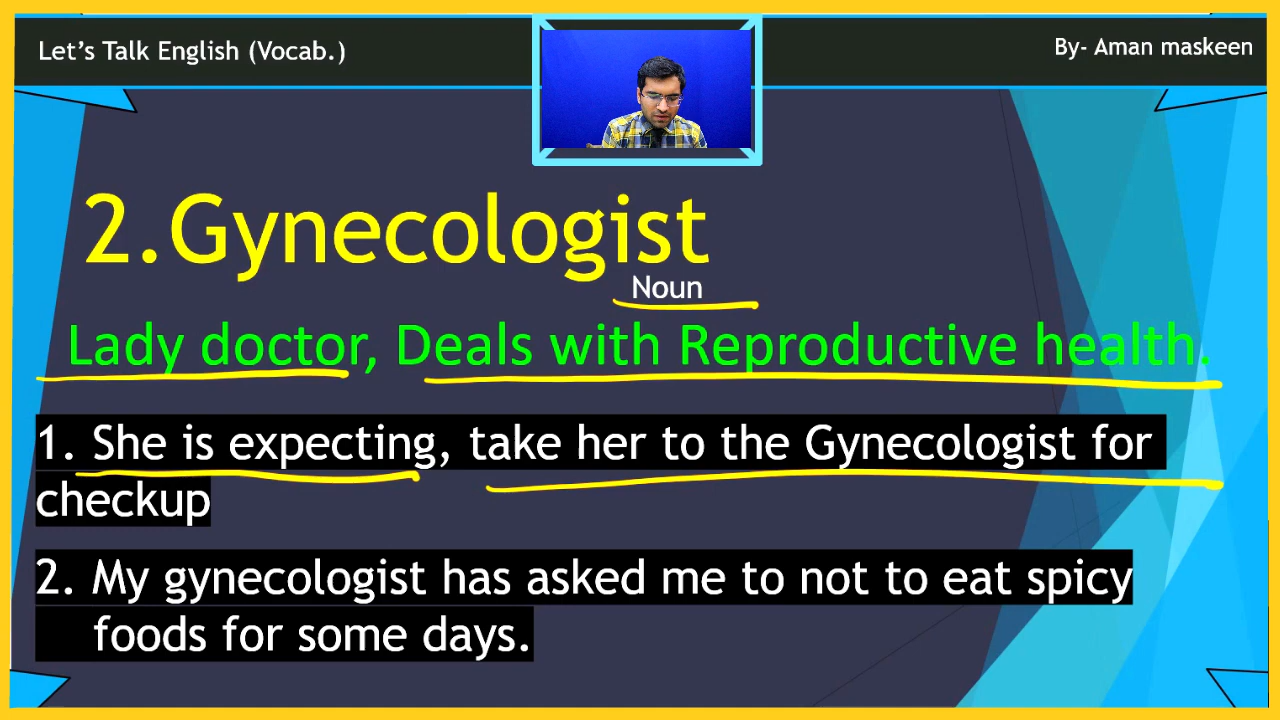 Let’s Talk English (Vocab.)
By- Aman maskeen
2.Gynecologist
Noun
Lady doctor, Deals with Reproductive health.
1. She is expecting, take her to the Gynecologist for
checkup
2. My gynecologist has asked me to not to eat spicy
foods for some days.